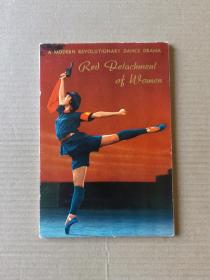 A MODERN REVOLUTIONARY DANCE DRAMA
Red Detachment
of Women